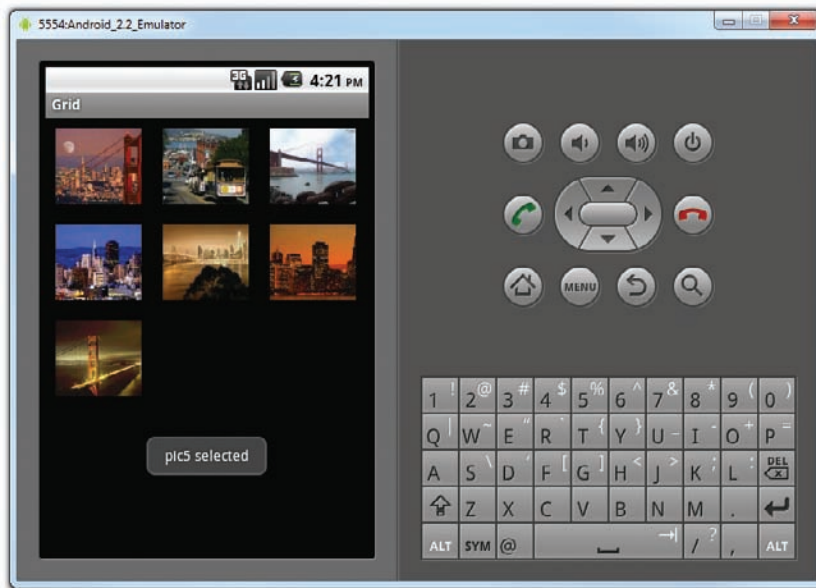 5554:Android_2.2_Emulator
3G 4:21 PM
Grid
pic5 selected
MENU
1 ! 2 @ 3 # 4 $ 5 % 6 ^ 7 & 8 * 9 ( 0 )
Q | W ~ E " R ` T { Y } U _ I - O + P =
A S \ D ' F [ G ] H < J > K ; L : DEL
Z X C V B N M .
ALT SYM @ / ? , ALT